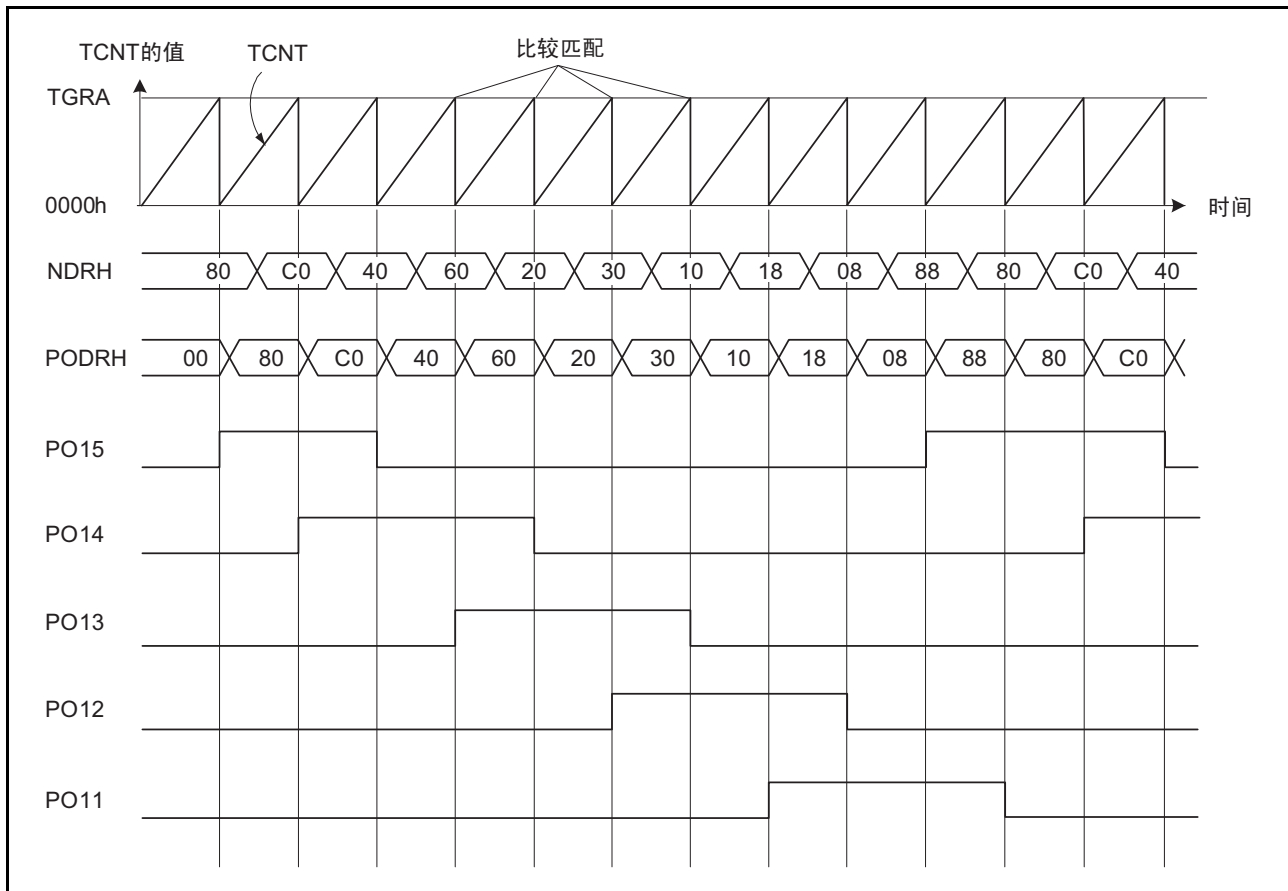 TCNT的值 TCNT 比较匹配
TGRA
0000h 时间
NDRH 80 C0 40 60 20 30 10 18 08 88 80 C0 40
PODRH 00 80 C0 40 60 20 30 10 18 08 88 80 C0
PO15
PO14
PO13
PO12
PO11